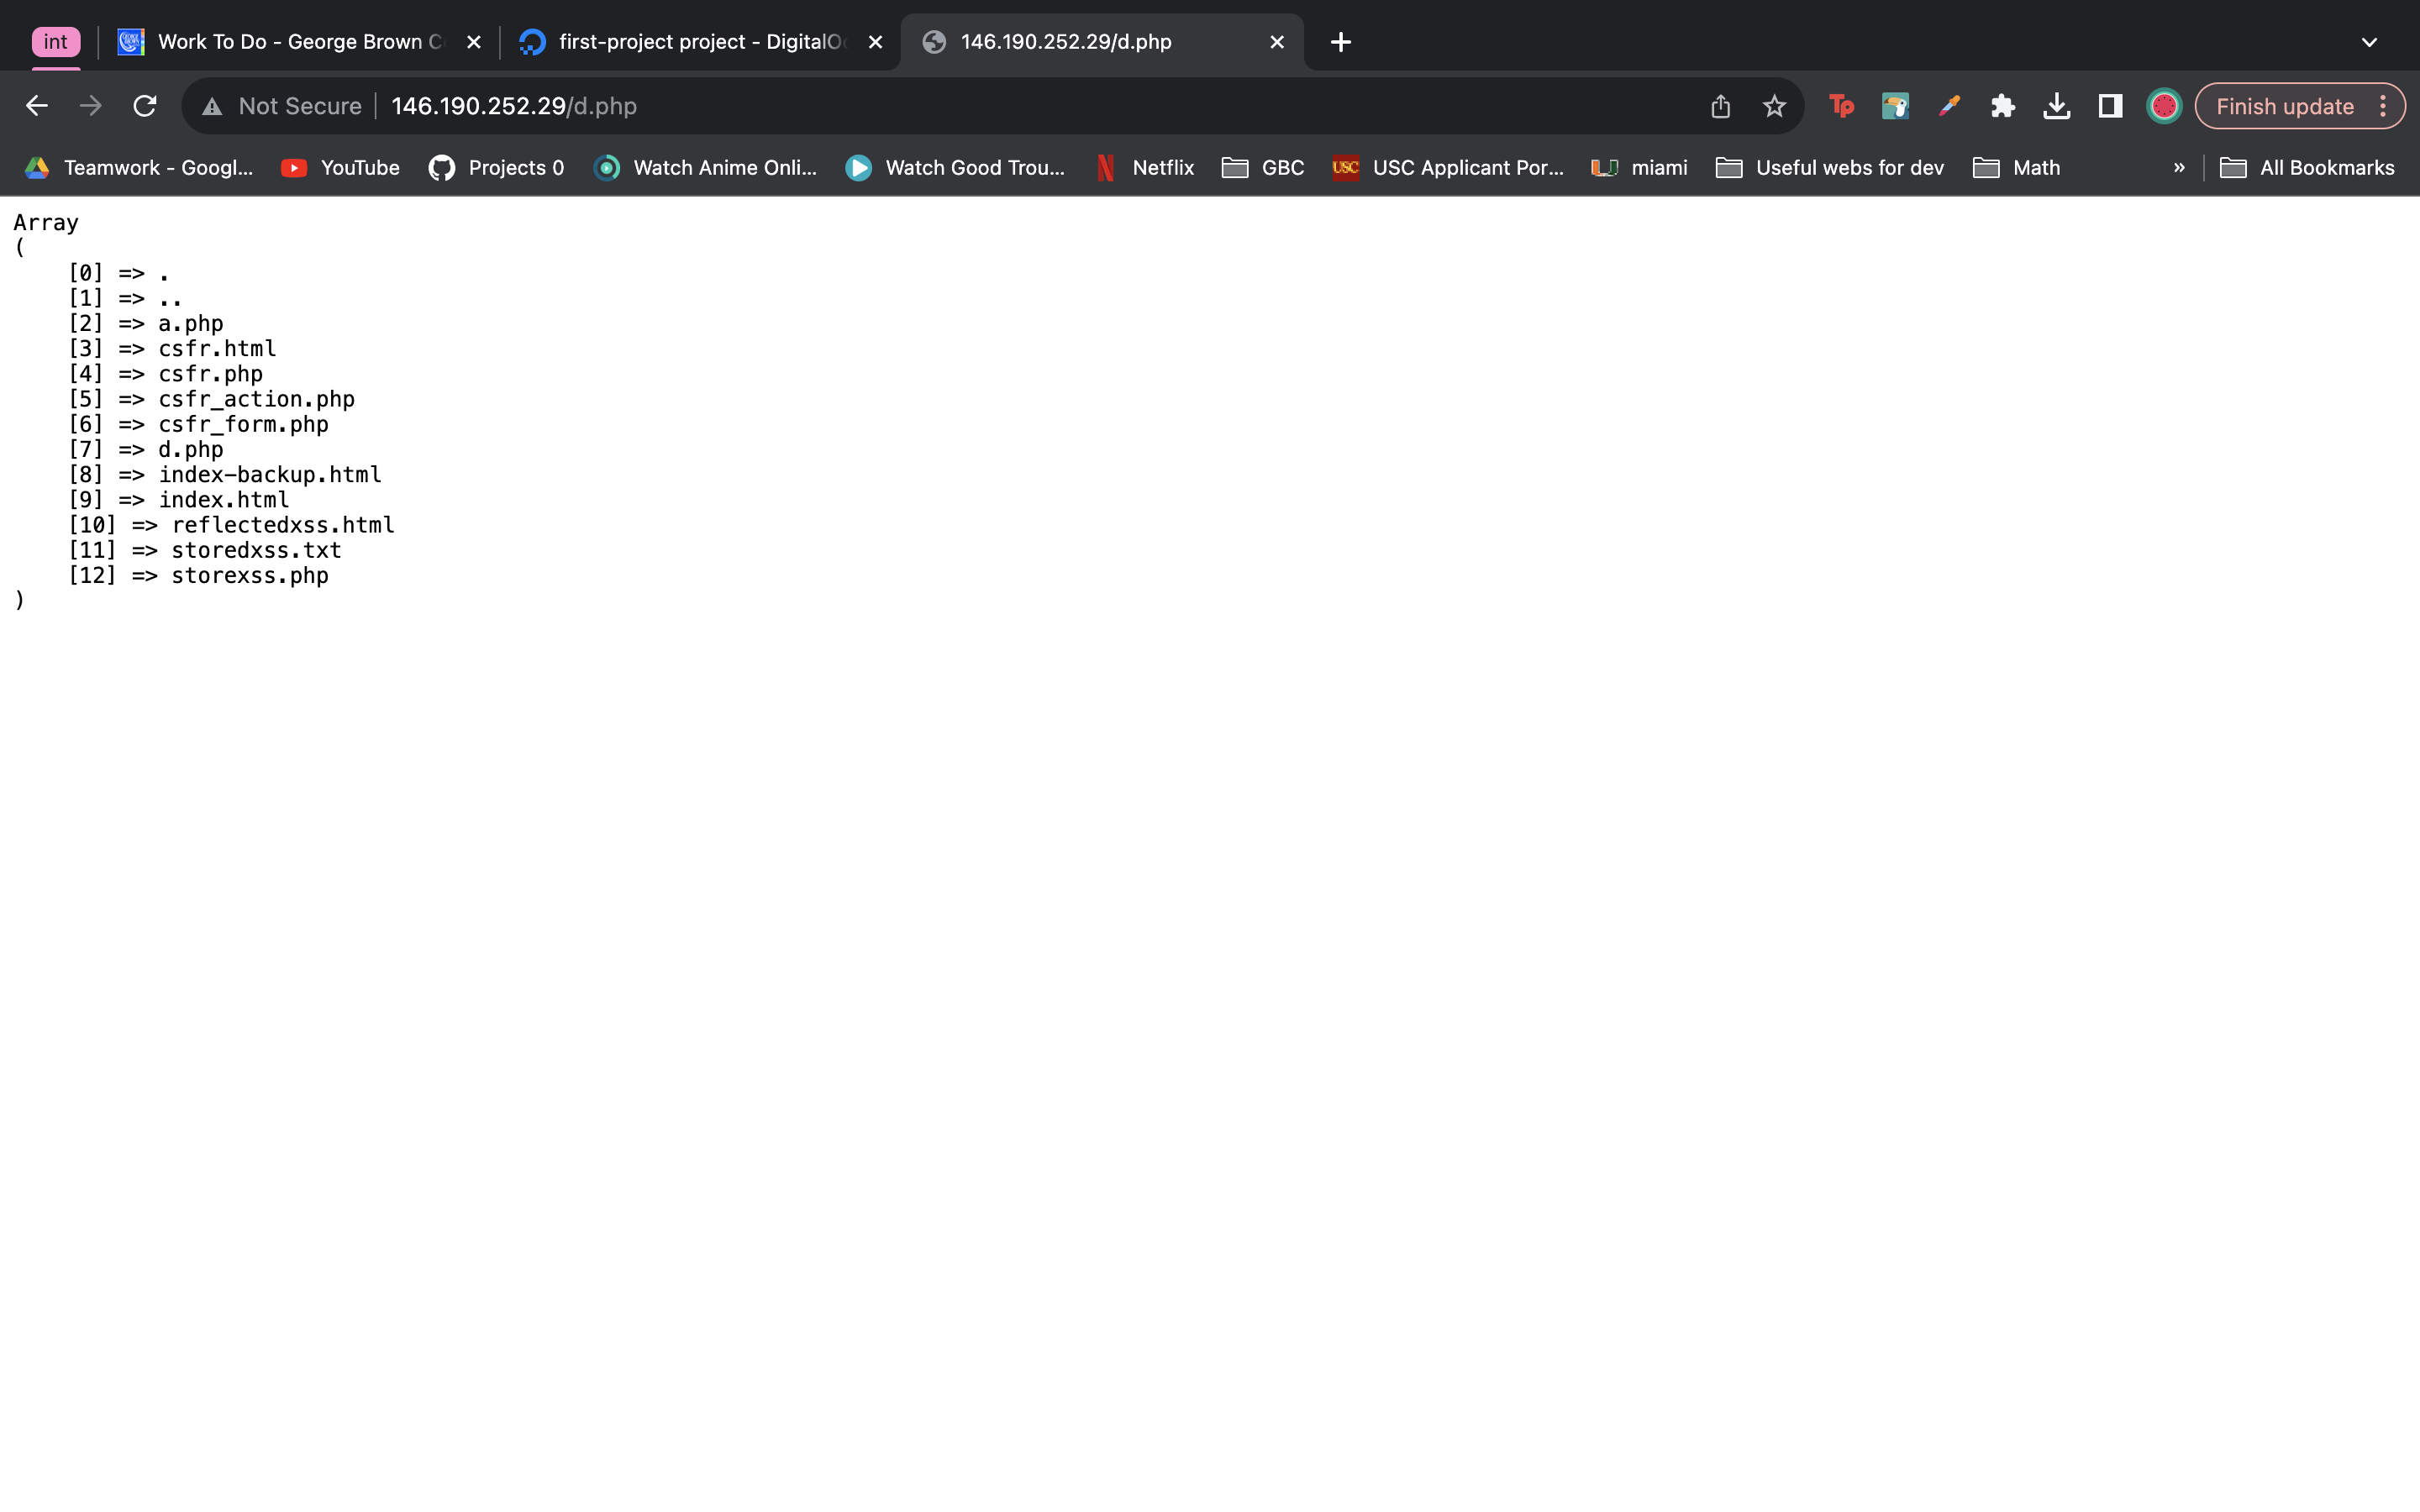 int Work To Do - George Brown C first-project project - DigitalO 146.190.252.29/d.php
Not Secure 146.190.252.29/d.php Tp Finish update
Teamwork - Googl... YouTube Projects 0 Watch Anime Onli... Watch Good Trou... Netflix GBC USC USC Applicant Por... miami Useful webs for dev Math » All Bookmarks
Array
(
    [0] => .
    [1] => ..
    [2] => a.php
    [3] => csfr.html
    [4] => csfr.php
    [5] => csfr_action.php
    [6] => csfr_form.php
    [7] => d.php
    [8] => index-backup.html
    [9] => index.html
    [10] => reflectedxss.html
    [11] => storedxss.txt
    [12] => storexss.php
)